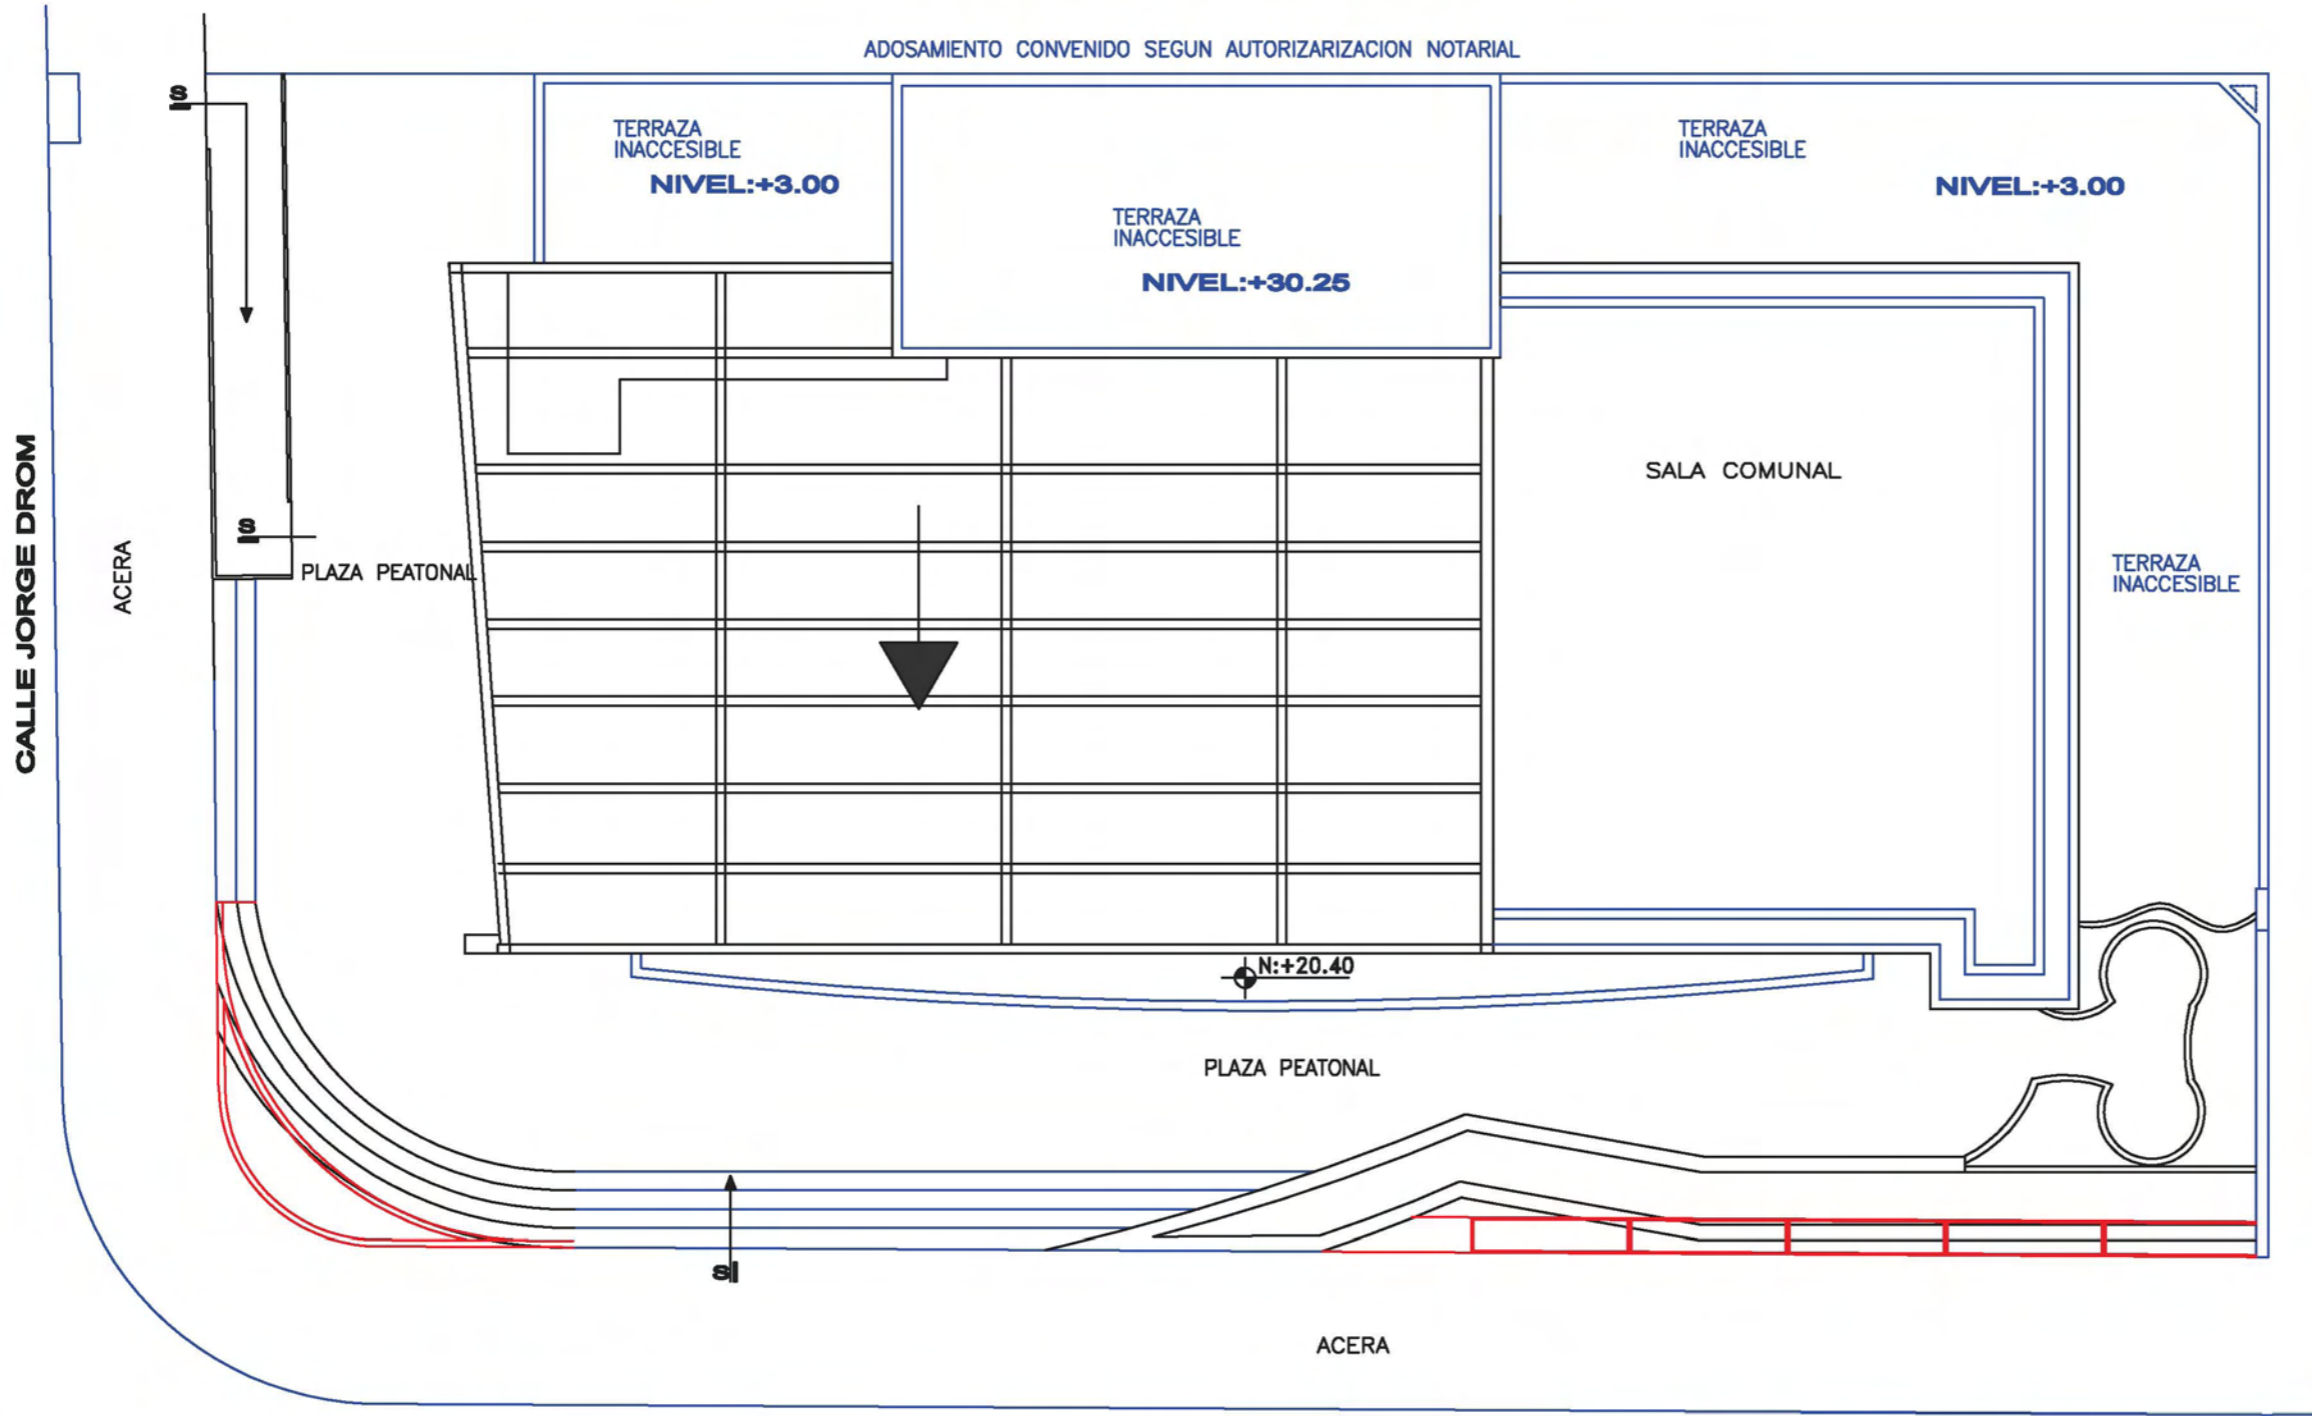 ADOSAMIENTO CONVENIDO SEGUN AUTORIZARIZACION NOTARIAL
S
TERRAZA
INACCESIBLE
NIVEL:+3.00
TERRAZA
INACCESIBLE
NIVEL:+3.00
TERRAZA
INACCESIBLE
NIVEL:+30.25
SALA COMUNAL
CALLE JORGE DROM
ACERA
S
PLAZA PEATONAL
TERRAZA
INACCESIBLE
N:+20.40
PLAZA PEATONAL
S
ACERA